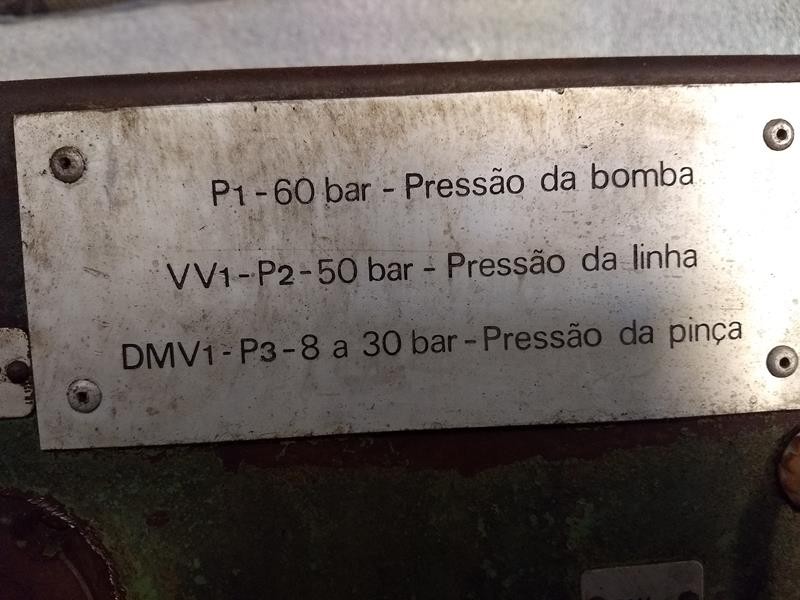 P1 - 60 bar - Pressão da bomba
VV1 - P2 - 50 bar - Pressão da linha
DMV1 - P3 - 8 a 30 bar - Pressão da pinça